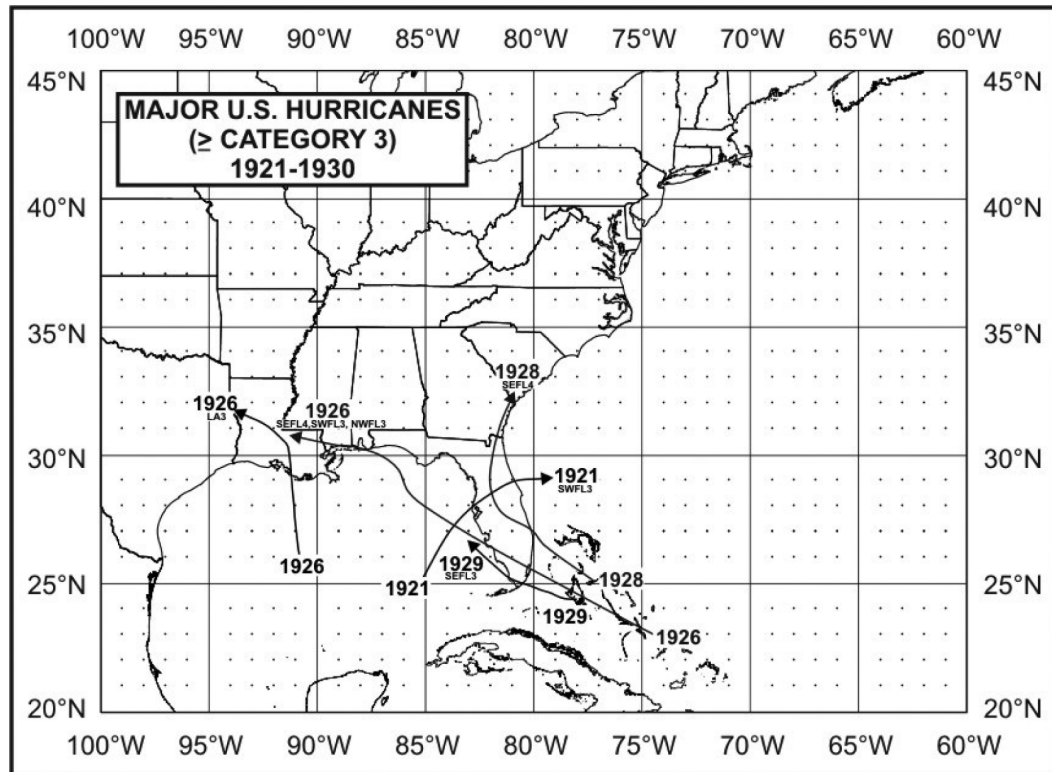 100°W 95°W 90°W 85°W 80°W 75°W 70°W 65°W 60°W
45°N 45°N
MAJOR U.S. HURRICANES
(≥ CATEGORY 3)
1921-1930
40°N 40°N
35°N 35°N
1928
SEFL4
1926
LA3
1926
SEFL4,SWFL3, NWFL3
30°N 30°N
1921
SWFL3
1929
SEFL3
1926
1921
25°N 25°N
1928
1929
1926
20°N 20°N
100°W 95°W 90°W 85°W 80°W 75°W 70°W 65°W 60°W